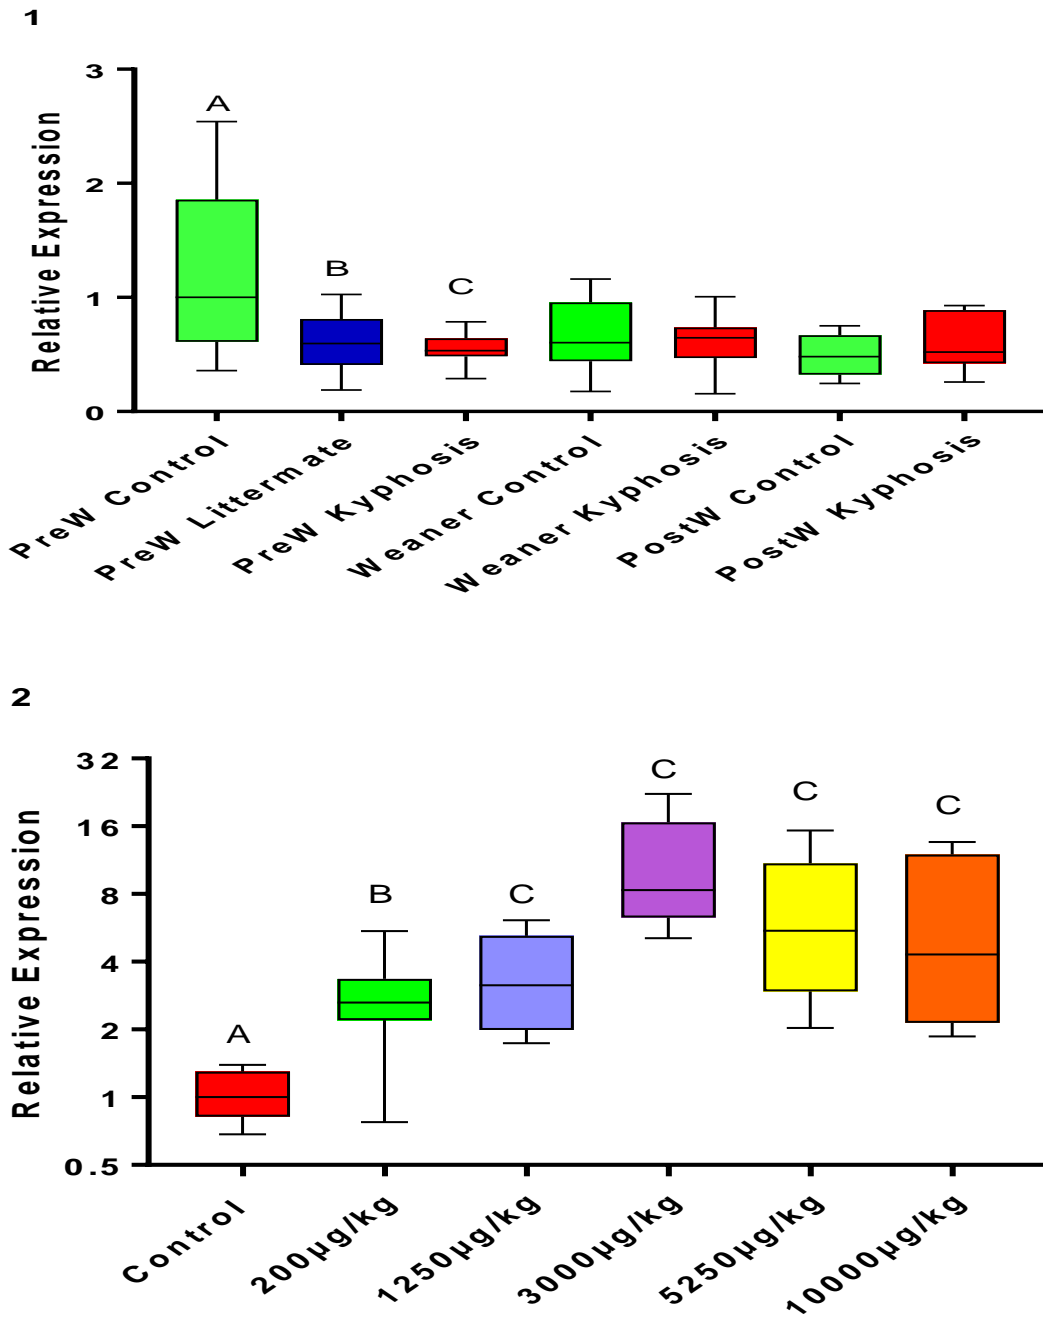 1
Relative Expression
3
2
1
0
A
B
C
PreW Control
PreW Littermate
PreW Kyphosis
Weaner Control
Weaner Kyphosis
PostW Control
PostW Kyphosis
2
Relative Expression
32
16
8
4
2
1
0.5
A
B
C
C
C
C
Control
200µg/kg
1250µg/kg
3000µg/kg
5250µg/kg
10000µg/kg